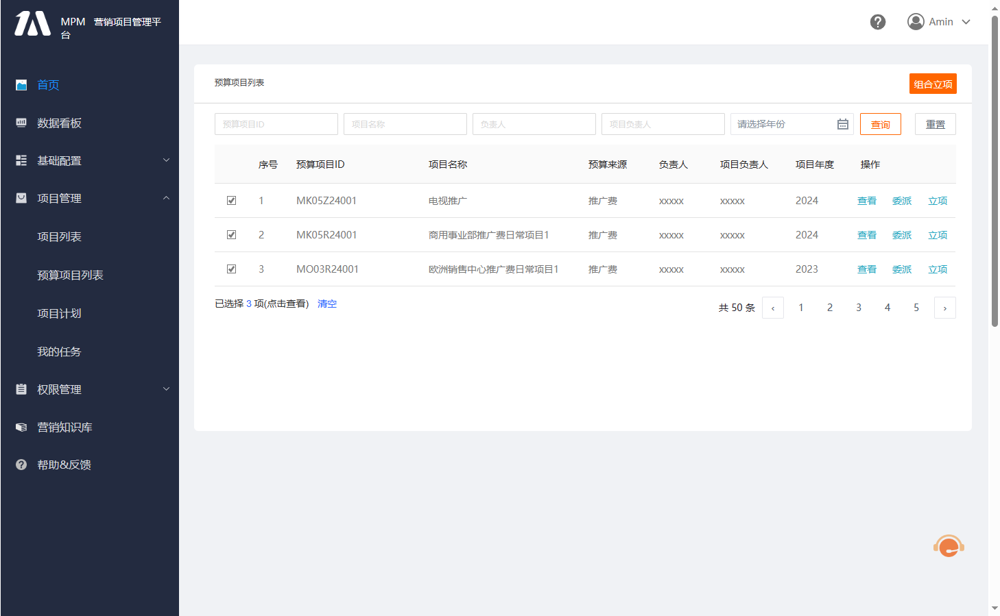 MPM 营销项目管理平
台
Amin
首页
数据看板
基础配置
项目管理
项目列表
预算项目列表
项目计划
我的任务
权限管理
营销知识库
帮助&反馈
预算项目列表
组合立项
预算项目ID 项目名称 负责人 项目负责人 请选择年份 查询 重置
序号 预算项目ID 项目名称 预算来源 负责人 项目负责人 项目年度 操作
1 MK05Z24001 电视推广 推广费 xxxxx xxxxx 2024 查看 委派 立项
2 MK05R24001 商用事业部推广费日常项目1 推广费 xxxxx xxxxx 2024 查看 委派 立项
3 MO03R24001 欧洲销售中心推广费日常项目1 推广费 xxxxx xxxxx 2023 查看 委派 立项
已选择 3 项(点击查看) 清空
共 50 条 ‹ 1 2 3 4 5 ›